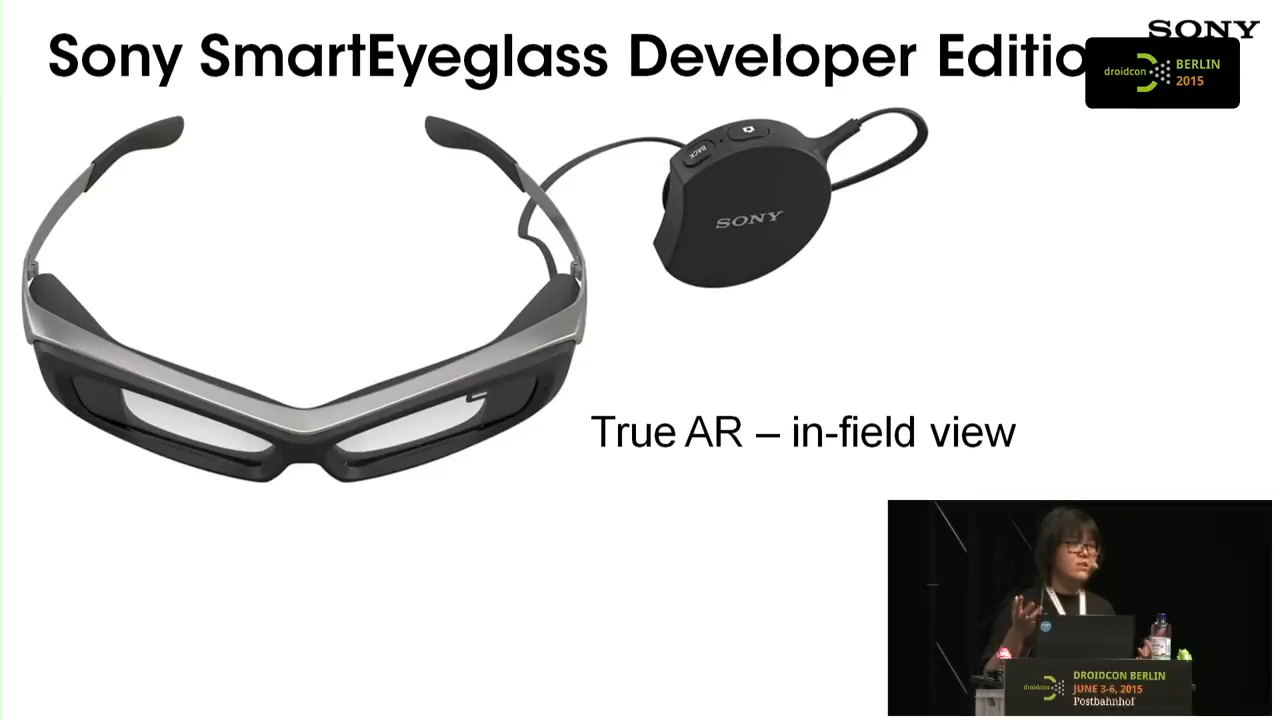 Sony SmartEyeglass Developer Editio
SONY
droidcon
BERLIN
2015
BACK
SONY
True AR – in-field view
droidcon
DROIDCON BERLIN
JUNE 3-6, 2015
Postbahnhof